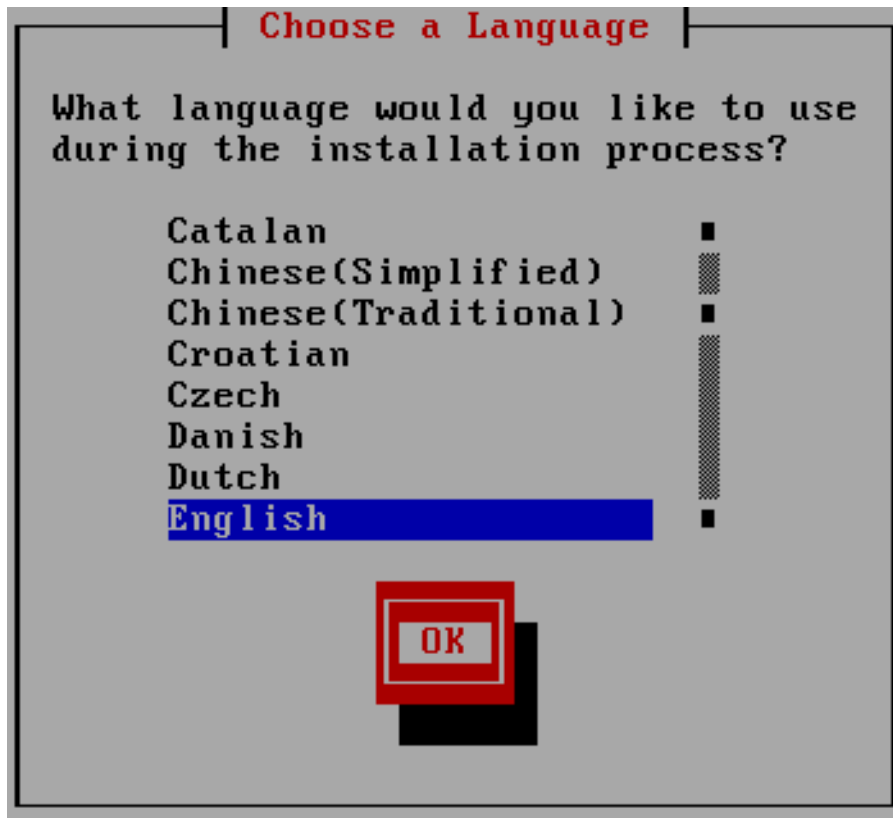 Choose a Language
What language would you like to use
during the installation process?
Catalan
Chinese(Simplified)
Chinese(Traditional)
Croatian
Czech
Danish
Dutch
English
OK